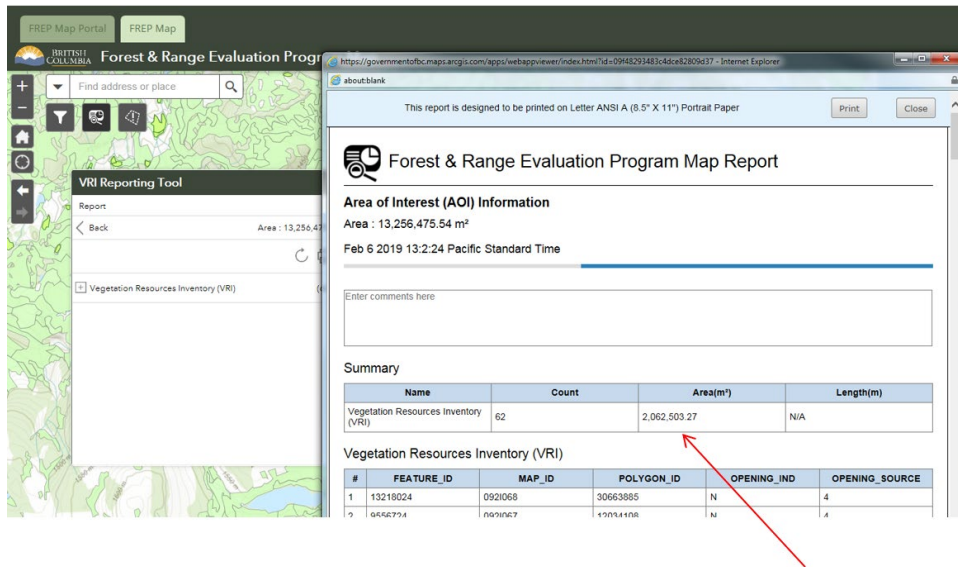 FREP Map Portal
FREP Map
BRITISH COLUMBIA
Forest & Range Evaluation Progr
Find address or place
VRI Reporting Tool
Report
Back
Area : 13,256,47
Vegetation Resources Inventory (VRI)
https://governmentofbc.maps.arcgis.com/apps/webappviewer/index.html?id=09f48293483c4dce82809d37 - Internet Explorer
about:blank
This report is designed to be printed on Letter ANSI A (8.5" X 11") Portrait Paper
Print
Close
Forest & Range Evaluation Program Map Report
Area of Interest (AOI) Information
Area : 13,256,475.54 m²
Feb 6 2019 13:2:24 Pacific Standard Time
Enter comments here
Summary
Name Count Area(m²) Length(m)
Vegetation Resources Inventory (VRI) 62 2,062,503.27 N/A
Vegetation Resources Inventory (VRI)
# FEATURE_ID MAP_ID POLYGON_ID OPENING_IND OPENING_SOURCE
1 13218024 092I068 30663885 N 4
2 9556724 092I067 12034108 N 4